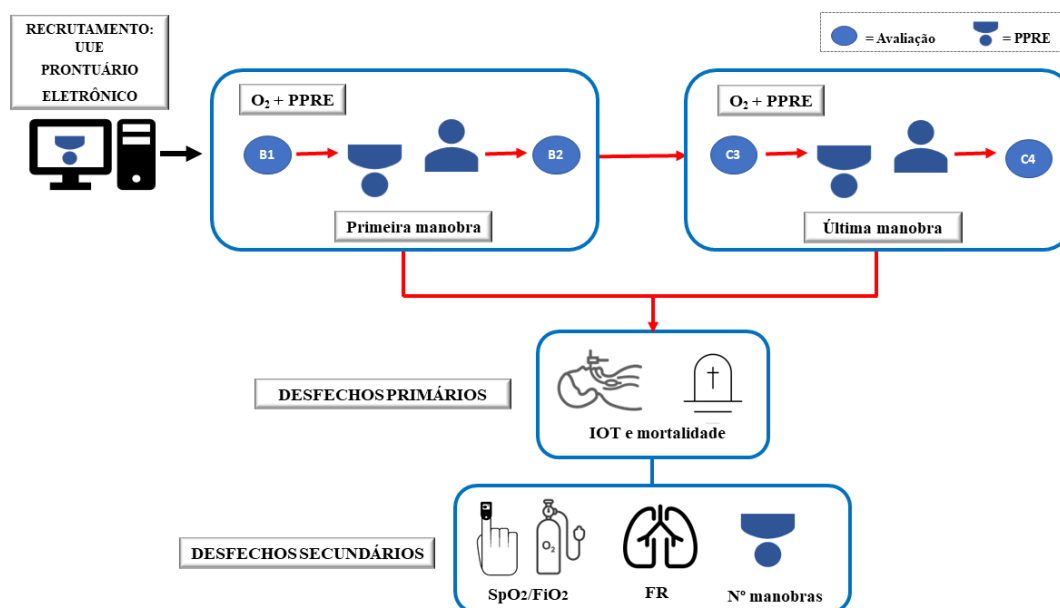 RECRUTAMENTO:
UUE
PRONTUÁRIO
ELETRÔNICO
= Avaliação
= PPRE
O₂ + PPRE
B1
B2
Primeira manobra
O₂ + PPRE
C3
C4
Última manobra
DESFECHOS PRIMÁRIOS
IOT e mortalidade
DESFECHOS SECUNDÁRIOS
O₂
SpO₂/FiO₂
FR
Nº manobras